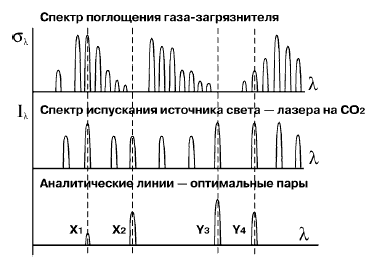 Спектр поглощения газа-загрязнителя
σλ
λ
Спектр испускания источника света — лазера на CO2
Iλ
λ
Аналитические линии — оптимальные пары
X1 X2 Y3 Y4 λ